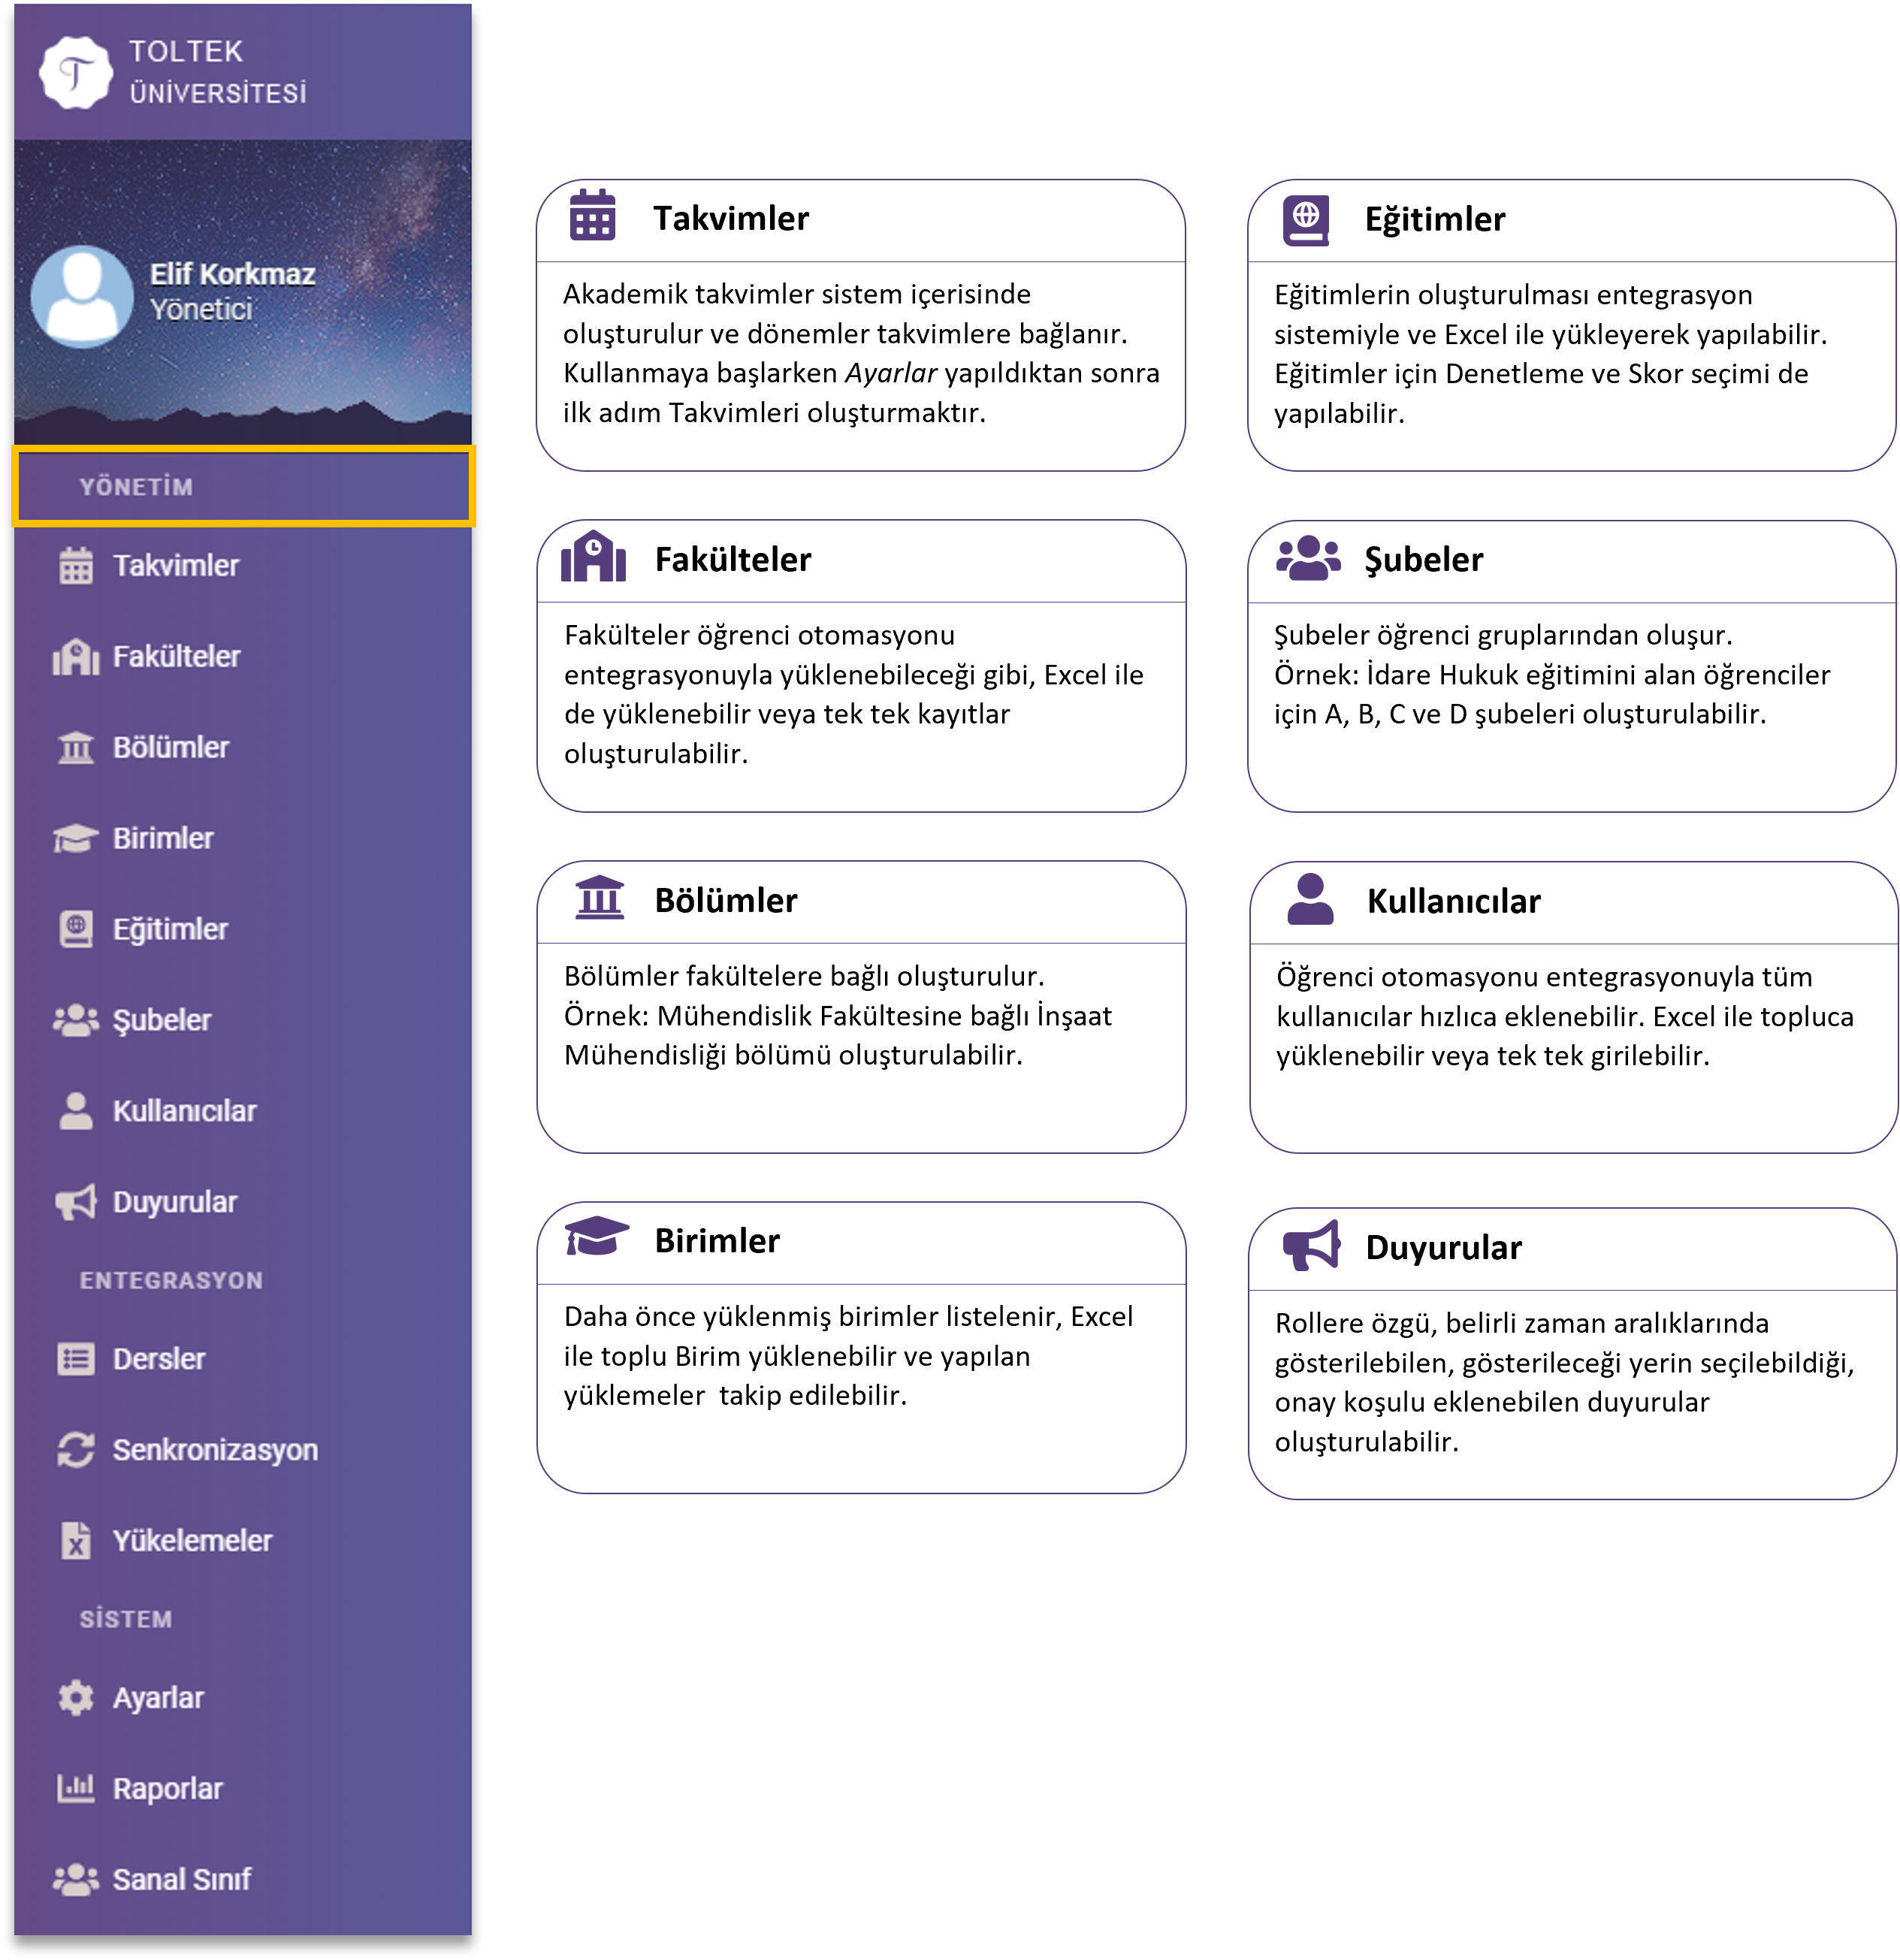 TOLTEK
ÜNİVERSİTESİ
Elif Korkmaz
Yönetici
YÖNETİM
Takvimler
Fakülteler
Bölümler
Birimler
Eğitimler
Şubeler
Kullanıcılar
Duyurular
ENTEGRASYON
Dersler
Senkronizasyon
Yükelemeler
SİSTEM
Ayarlar
Raporlar
Sanal Sınıf
Takvimler
Akademik takvimler sistem içerisinde
oluşturulur ve dönemler takvimlere bağlanır.
Kullanmaya başlarken Ayarlar yapıldıktan sonra
ilk adım Takvimleri oluşturmaktır.
Fakülteler
Fakülteler öğrenci otomasyonu
entegrasyonuyla yüklenebileceği gibi, Excel ile
de yüklenebilir veya tek tek kayıtlar
oluşturulabilir.
Bölümler
Bölümler fakültelere bağlı oluşturulur.
Örnek: Mühendislik Fakültesine bağlı İnşaat
Mühendisliği bölümü oluşturulabilir.
Birimler
Daha önce yüklenmiş birimler listelenir, Excel
ile toplu Birim yüklenebilir ve yapılan
yüklemeler  takip edilebilir.
Eğitimler
Eğitimlerin oluşturulması entegrasyon
sistemiyle ve Excel ile yükleyerek yapılabilir.
Eğitimler için Denetleme ve Skor seçimi de
yapılabilir.
Şubeler
Şubeler öğrenci gruplarından oluşur.
Örnek: İdare Hukuk eğitimini alan öğrenciler
için A, B, C ve D şubeleri oluşturulabilir.
Kullanıcılar
Öğrenci otomasyonu entegrasyonuyla tüm
kullanıcılar hızlıca eklenebilir. Excel ile topluca
yüklenebilir veya tek tek girilebilir.
Duyurular
Rollere özgü, belirli zaman aralıklarında
gösterilebilen, gösterileceği yerin seçilebildiği,
onay koşulu eklenebilen duyurular
oluşturulabilir.